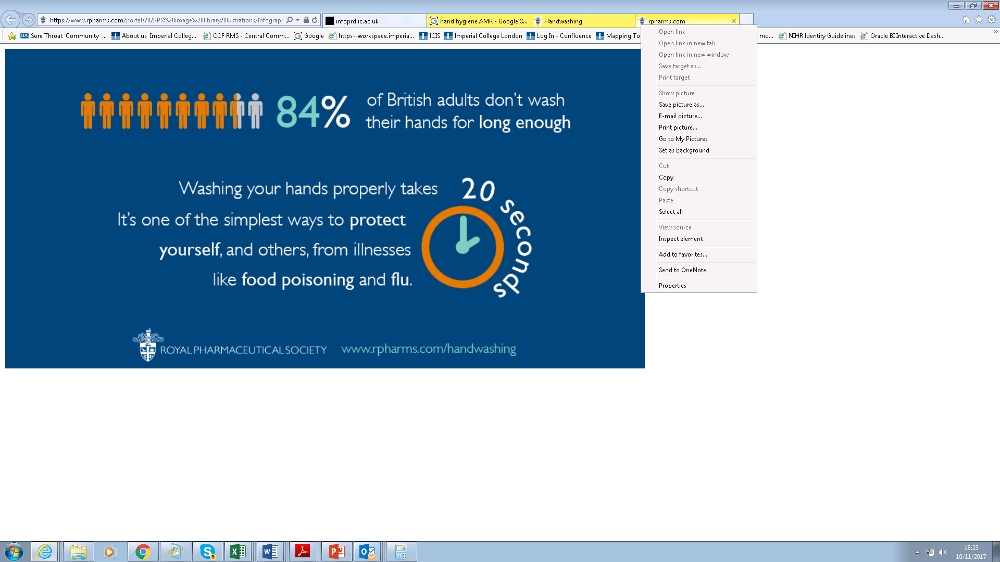 https://www.rpharms.com/portals/0/RPS%20image%20library/Illustrations/Infograph
infoprd.ic.ac.uk
hand hygiene AMR - Google S...
Handwashing
rpharms.com
Sore Throat Community ...
About us Imperial Colleg...
CCF RMS - Central Comm...
Google
https--workspace.imperia...
ICIS
Imperial College London
Log In - Confluence
Mapping To
mo...
NIHR Identity Guidelines
Oracle BI Interactive Dash...
Open link
Open link in new tab
Open link in new window
Save target as...
Print target
Show picture
Save picture as...
E-mail picture...
Print picture...
Go to My Pictures
Set as background
Cut
Copy
Copy shortcut
Paste
Select all
View source
Inspect element
Add to favorites...
Send to OneNote
Properties
84% of British adults don't wash
their hands for long enough
Washing your hands properly takes 20 seconds
It's one of the simplest ways to protect
yourself, and others, from illnesses
like food poisoning and flu.
ROYAL PHARMACEUTICAL SOCIETY www.rpharms.com/handwashing
18:23
10/11/2017